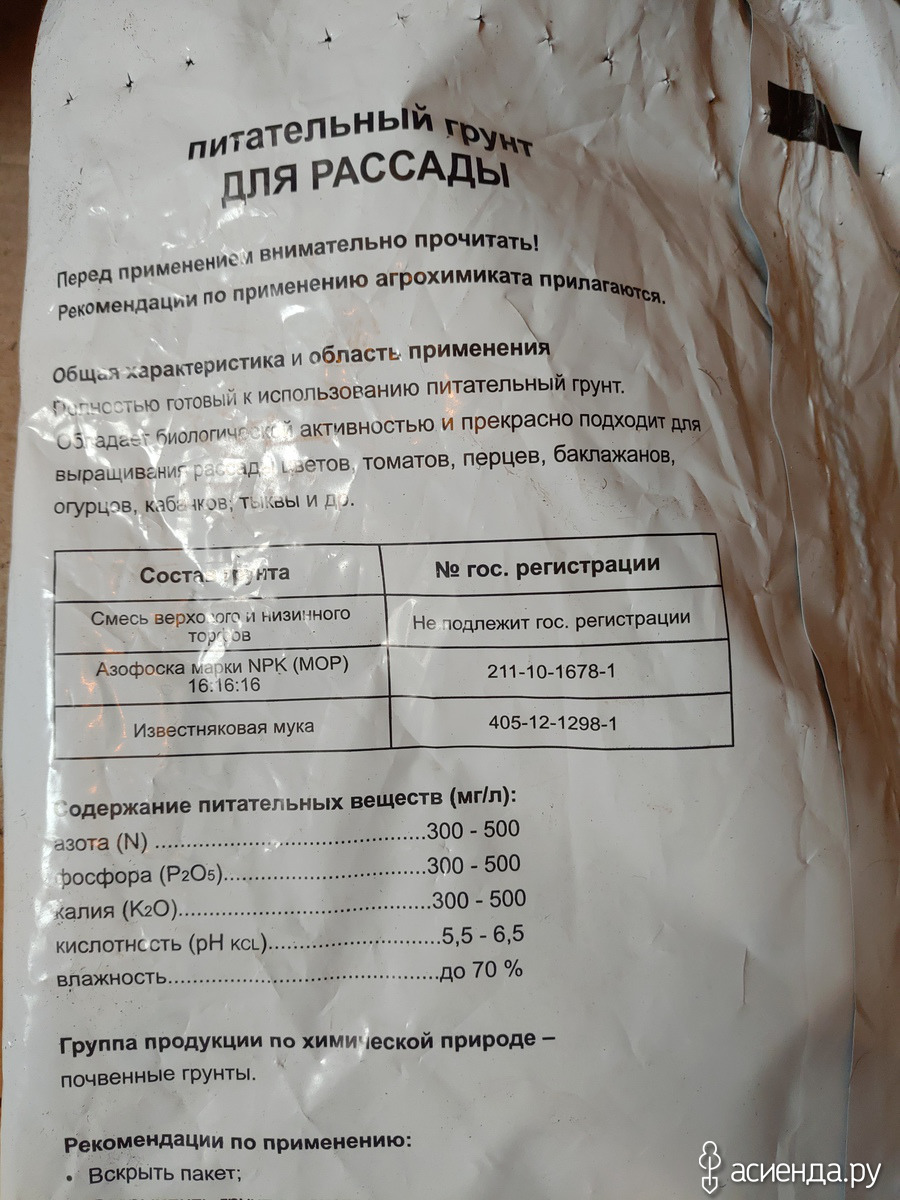 питательный грунт
ДЛЯ РАССАДЫ
Перед применением внимательно прочитать!
Рекомендации по применению агрохимиката прилагаются.
Общая характеристика и область применения
Полностью готовый к использованию питательный грунт.
Обладает биологической активностью и прекрасно подходит для
выращивания рассады цветов, томатов, перцев, баклажанов,
огурцов, кабачков, тыквы и др.
Состав грунта № гос. регистрации
Смесь верхового и низинного
торфов Не подлежит гос. регистрации
Азофоска марки NPK (МОР)
16:16:16 211-10-1678-1
Известняковая мука 405-12-1298-1
Содержание питательных веществ (мг/л):
азота (N) ................................300 - 500
фосфора (P2O5)........................300 - 500
калия (K2O)..............................300 - 500
кислотность (pH KCL).....................5,5 - 6,5
влажность................................до 70 %
Группа продукции по химической природе –
почвенные грунты.
Рекомендации по применению:
• Вскрыть пакет;
асиенда.ру